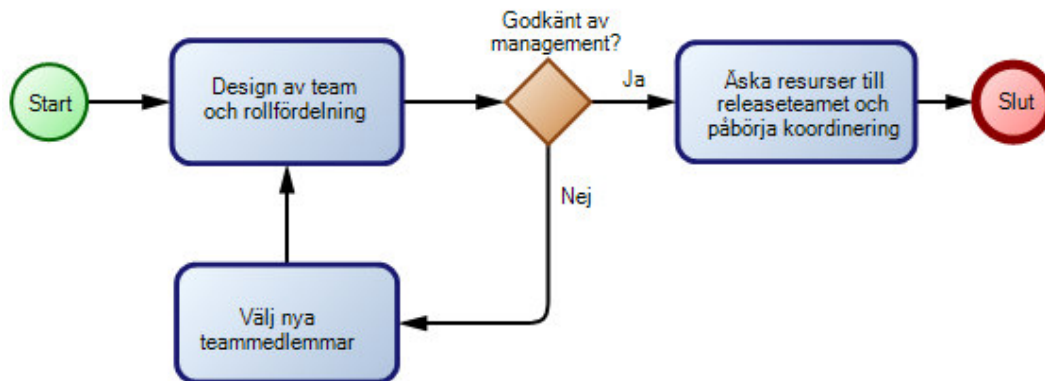 Godkänt av
management?
Start
Design av team
och rollfördelning
Ja
Äska resurser till
releaseteamet och
påbörja koordinering
Slut
Nej
Välj nya
teammedlemmar